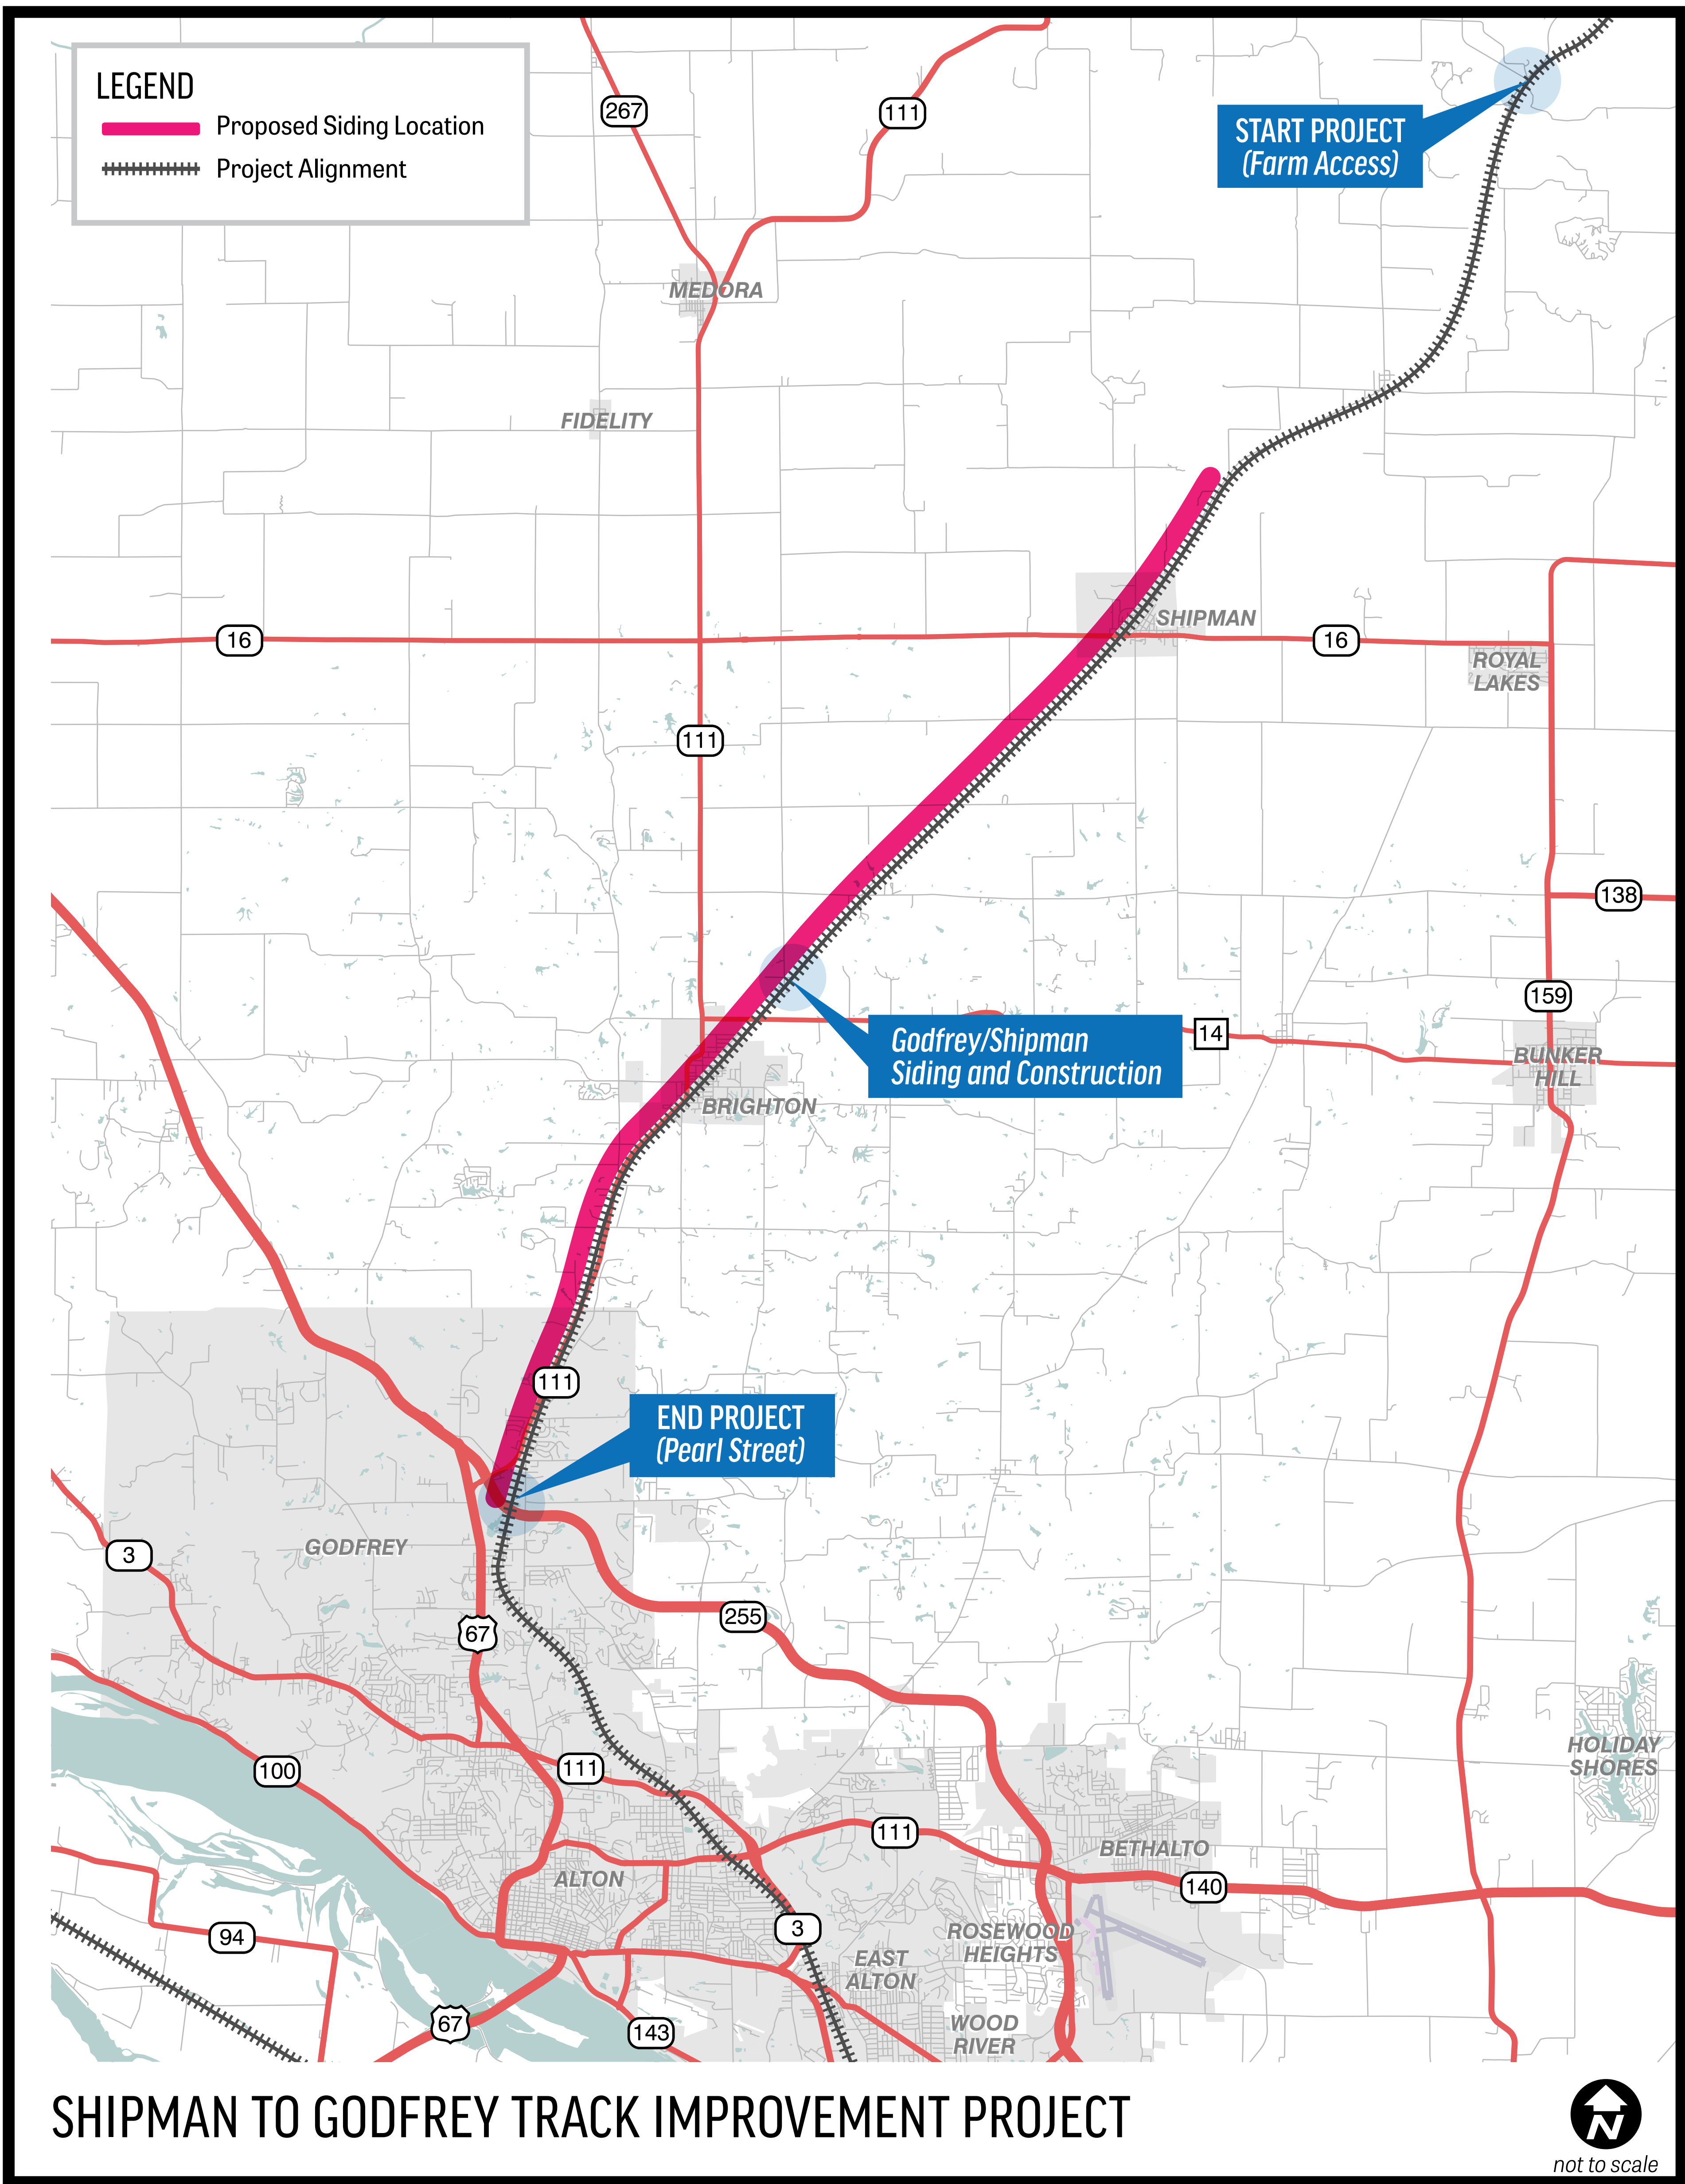 LEGEND
Proposed Siding Location
Project Alignment
267
111
START PROJECT
(Farm Access)
MEDORA
FIDELITY
SHIPMAN
16
16
ROYAL
LAKES
111
138
159
14
Godfrey/Shipman
Siding and Construction
BUNKER
HILL
BRIGHTON
111
END PROJECT
(Pearl Street)
GODFREY
3
255
67
HOLIDAY
SHORES
100
111
111
BETHALTO
ALTON
140
3
94
ROSEWOOD
HEIGHTS
EAST
ALTON
67
143
WOOD
RIVER
SHIPMAN TO GODFREY TRACK IMPROVEMENT PROJECT
N
not to scale